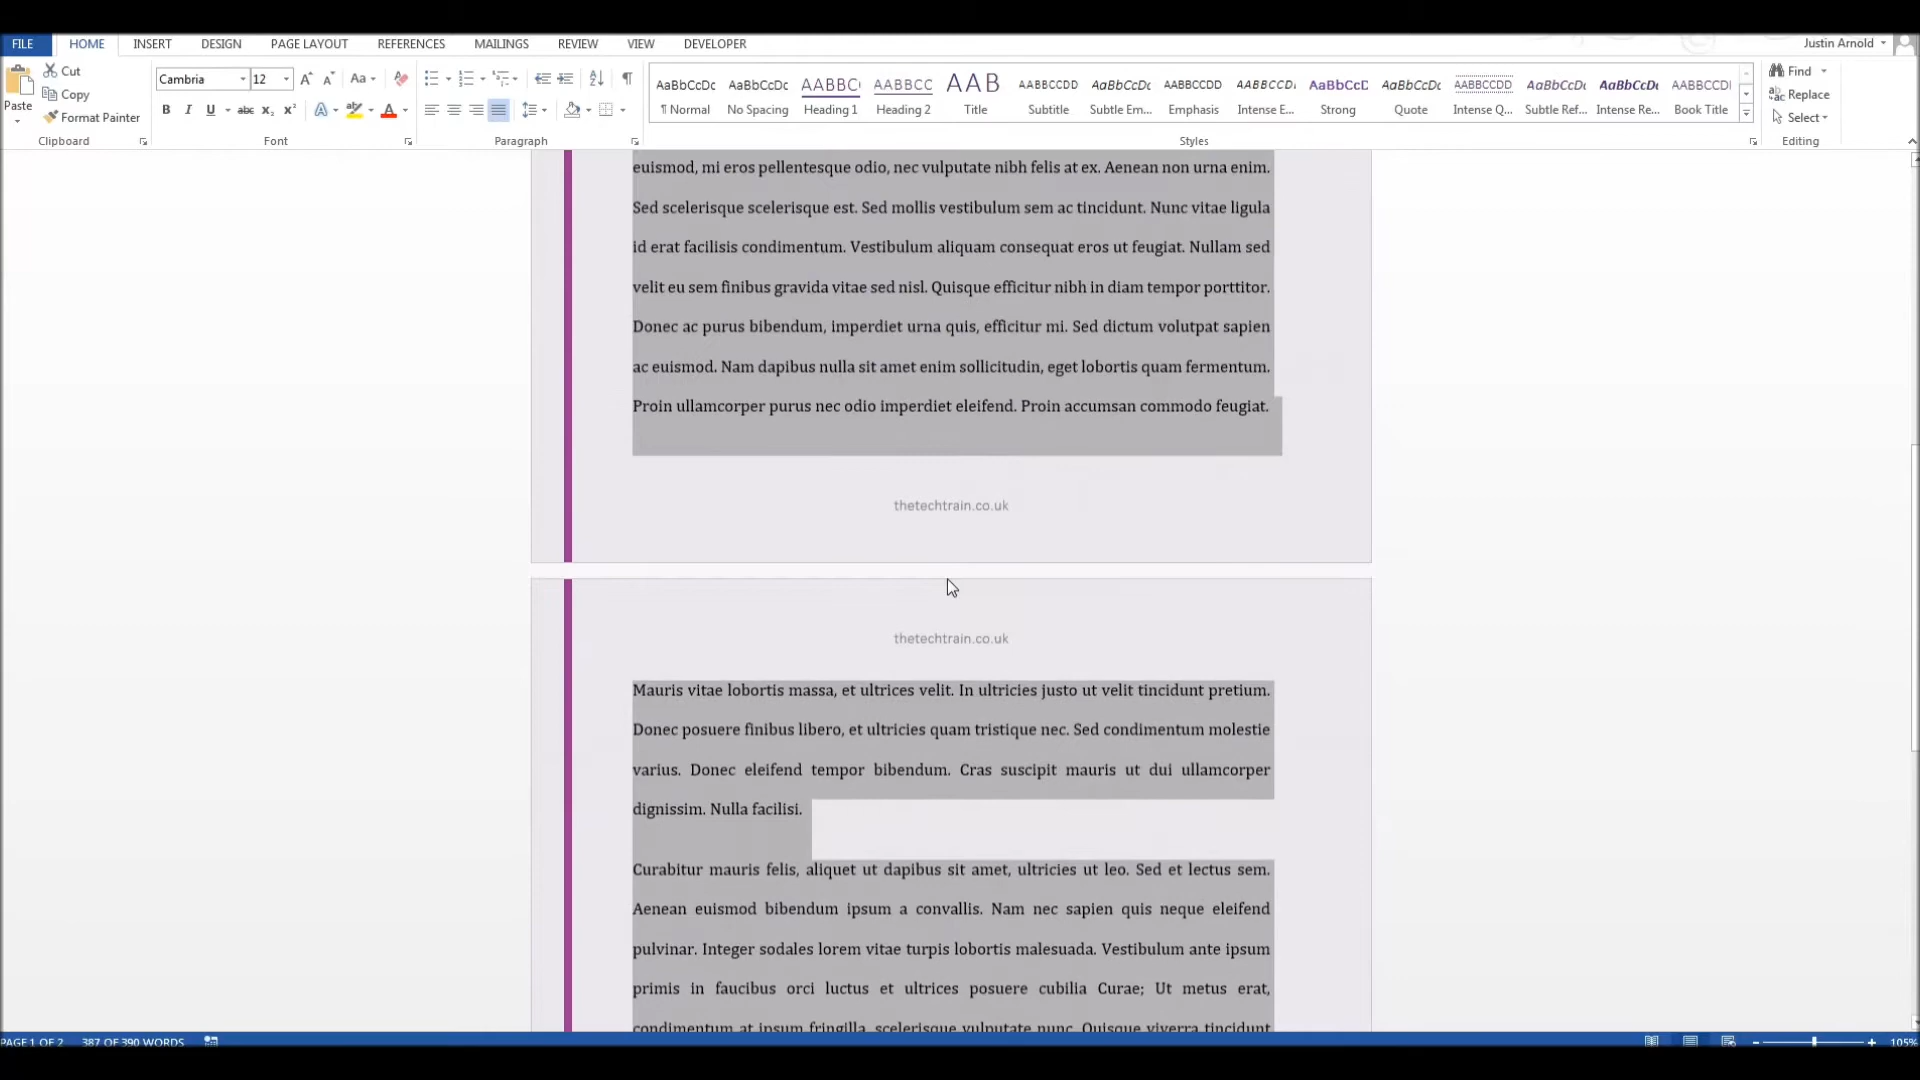 FILE HOME INSERT DESIGN PAGE LAYOUT REFERENCES MAILINGS REVIEW VIEW DEVELOPER Justin Arnold
Paste Cut
Copy
Format Painter
Clipboard
Cambria 12 Aa
B I U abc x₂ x² A A
Font
Paragraph
AaBbCcDc AaBbCcDc AABBC AABBCC AAB AABBCCDD AaBbCcDc AABBCCDD AABBCCDL AaBbCcD AaBbCcDc AABBCCDD AaBbCcDc AaBbCcDc AABBCCDD
¶ Normal No Spacing Heading 1 Heading 2 Title Subtitle Subtle Em... Emphasis Intense E... Strong Quote Intense Q... Subtle Ref... Intense Re... Book Title
Styles
Find
Replace
Select
Editing
euismod, mi eros pellentesque odio, nec vulputate nibh felis at ex. Aenean non urna enim.
Sed scelerisque scelerisque est. Sed mollis vestibulum sem ac tincidunt. Nunc vitae ligula
id erat facilisis condimentum. Vestibulum aliquam consequat eros ut feugiat. Nullam sed
velit eu sem finibus gravida vitae sed nisl. Quisque efficitur nibh in diam tempor porttitor.
Donec ac purus bibendum, imperdiet urna quis, efficitur mi. Sed dictum volutpat sapien
ac euismod. Nam dapibus nulla sit amet enim sollicitudin, eget lobortis quam fermentum.
Proin ullamcorper purus nec odio imperdiet eleifend. Proin accumsan commodo feugiat.
thetechtrain.co.uk
thetechtrain.co.uk
Mauris vitae lobortis massa, et ultrices velit. In ultricies justo ut velit tincidunt pretium.
Donec posuere finibus libero, et ultricies quam tristique nec. Sed condimentum molestie
varius. Donec eleifend tempor bibendum. Cras suscipit mauris ut dui ullamcorper
dignissim. Nulla facilisi.
Curabitur mauris felis, aliquet ut dapibus sit amet, ultricies ut leo. Sed et lectus sem.
Aenean euismod bibendum ipsum a convallis. Nam nec sapien quis neque eleifend
pulvinar. Integer sodales lorem vitae turpis lobortis malesuada. Vestibulum ante ipsum
primis in faucibus orci luctus et ultrices posuere cubilia Curae; Ut metus erat,
condimentum at ipsum fringilla, scelerisque vulputate nunc. Quisque viverra tincidunt
PAGE 1 OF 2 387 OF 390 WORDS 105%